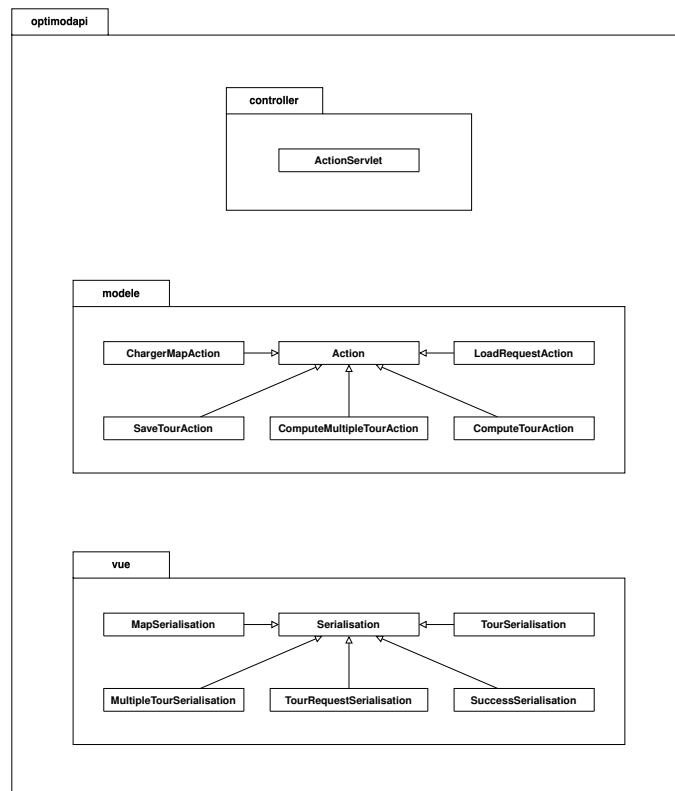 optimodapi
controller
ActionServlet
modele
ChargerMapAction
Action
LoadRequestAction
SaveTourAction
ComputeMultipleTourAction
ComputeTourAction
vue
MapSerialisation
Serialisation
TourSerialisation
MultipleTourSerialisation
TourRequestSerialisation
SuccessSerialisation